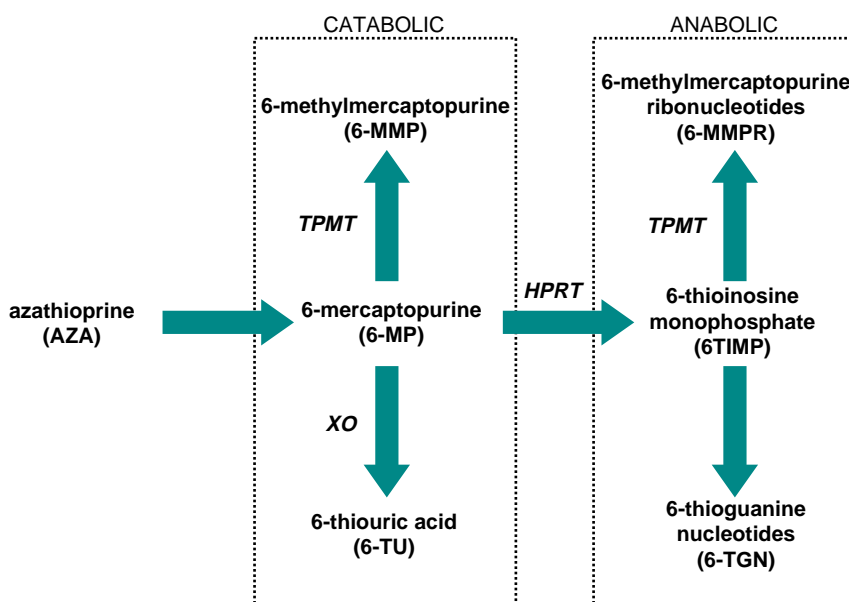 CATABOLIC
ANABOLIC
6-methylmercaptopurine
(6-MMP)
6-methylmercaptopurine
ribonucleotides
(6-MMPR)
TPMT
TPMT
azathioprine
(AZA)
6-mercaptopurine
(6-MP)
HPRT
6-thioinosine
monophosphate
(6TIMP)
XO
6-thiouric acid
(6-TU)
6-thioguanine
nucleotides
(6-TGN)